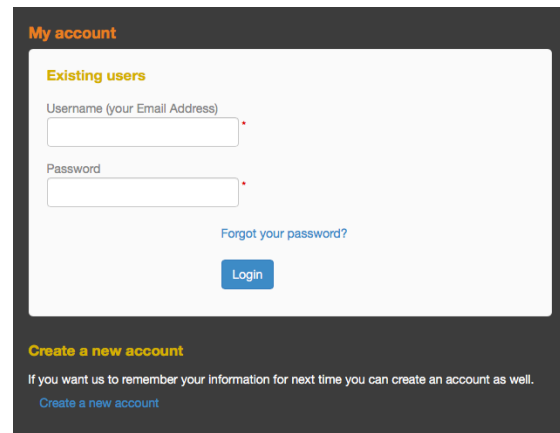 My account
Existing users
Username (your Email Address)
*
Password
*
Forgot your password?
Login
Create a new account
If you want us to remember your information for next time you can create an account as well.
Create a new account